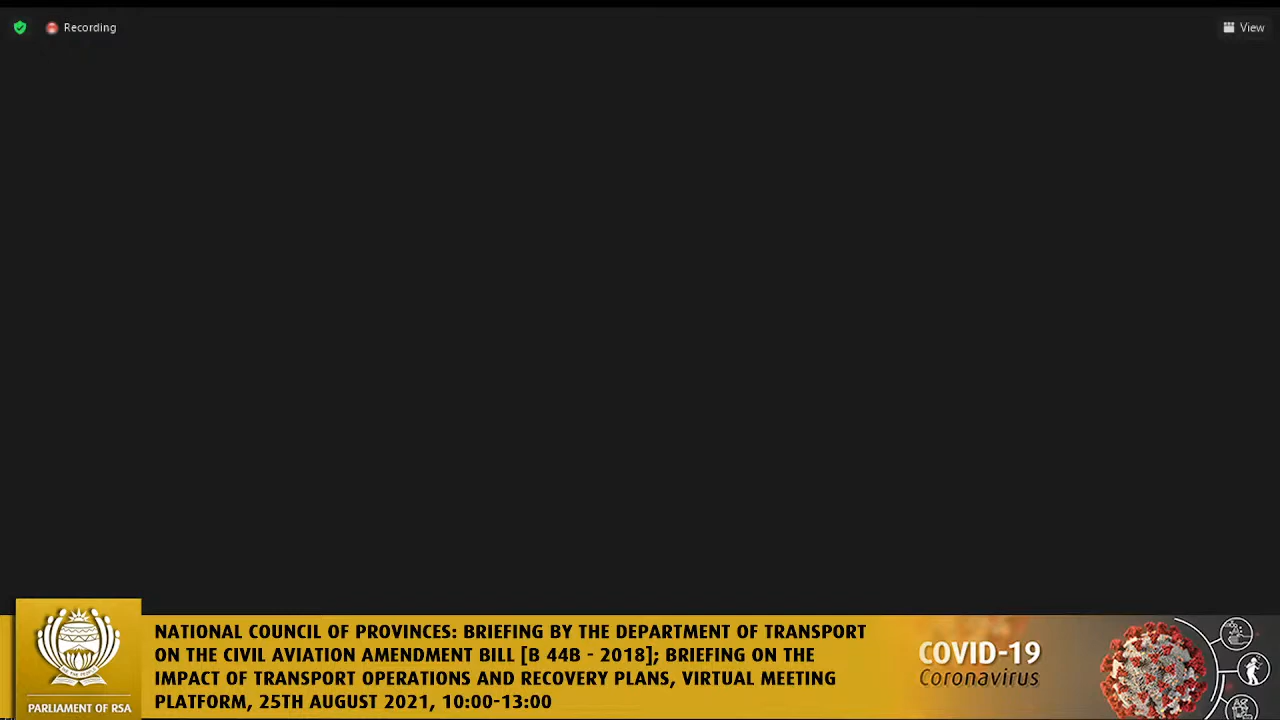 Recording
View
NATIONAL COUNCIL OF PROVINCES: BRIEFING BY THE DEPARTMENT OF TRANSPORT
ON THE CIVIL AVIATION AMENDMENT BILL [B 44B - 2018]; BRIEFING ON THE
IMPACT OF TRANSPORT OPERATIONS AND RECOVERY PLANS, VIRTUAL MEETING
PLATFORM, 25TH AUGUST 2021, 10:00-13:00
PARLIAMENT OF RSA
COVID-19
Coronavirus